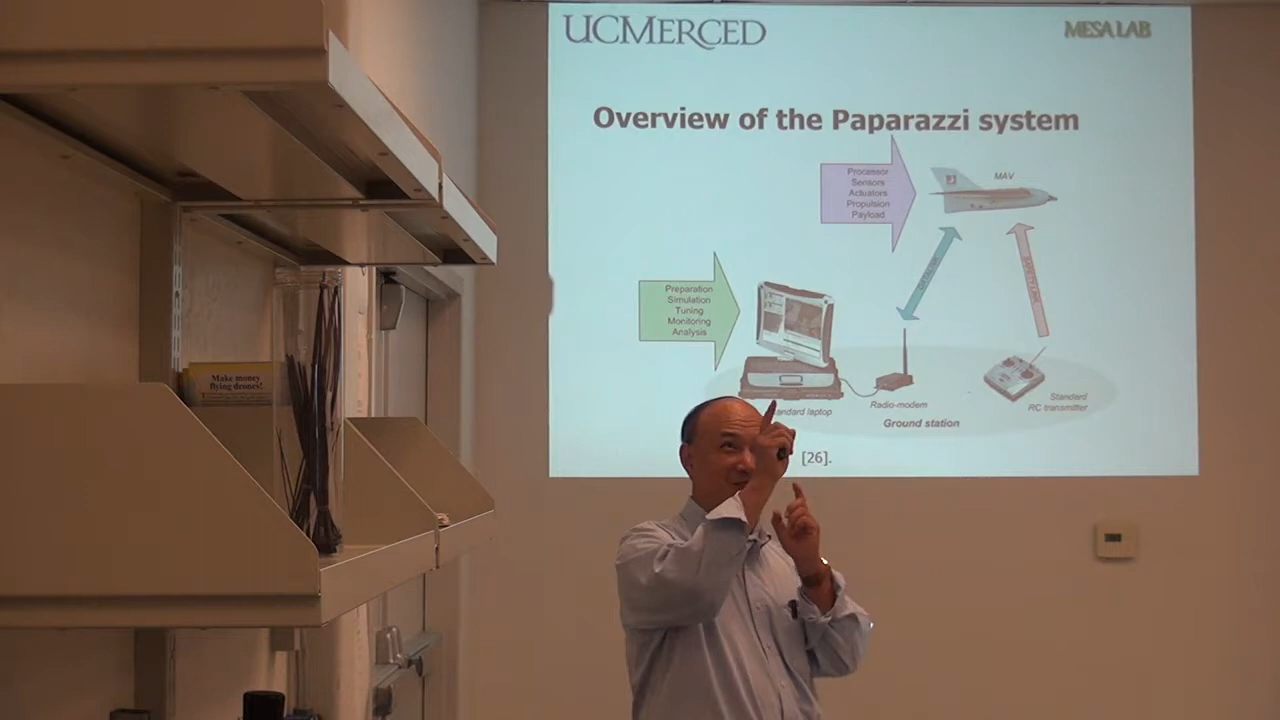 UCMERCED
MESA LAB
Overview of the Paparazzi system
Processor
Sensors
Actuators
Propulsion
Payload
MAV
Preparation
Simulation
Tuning
Monitoring
Analysis
Radio-modem
Standard
RC transmitter
laptop
Ground station
[26].
Make money
flying drones!